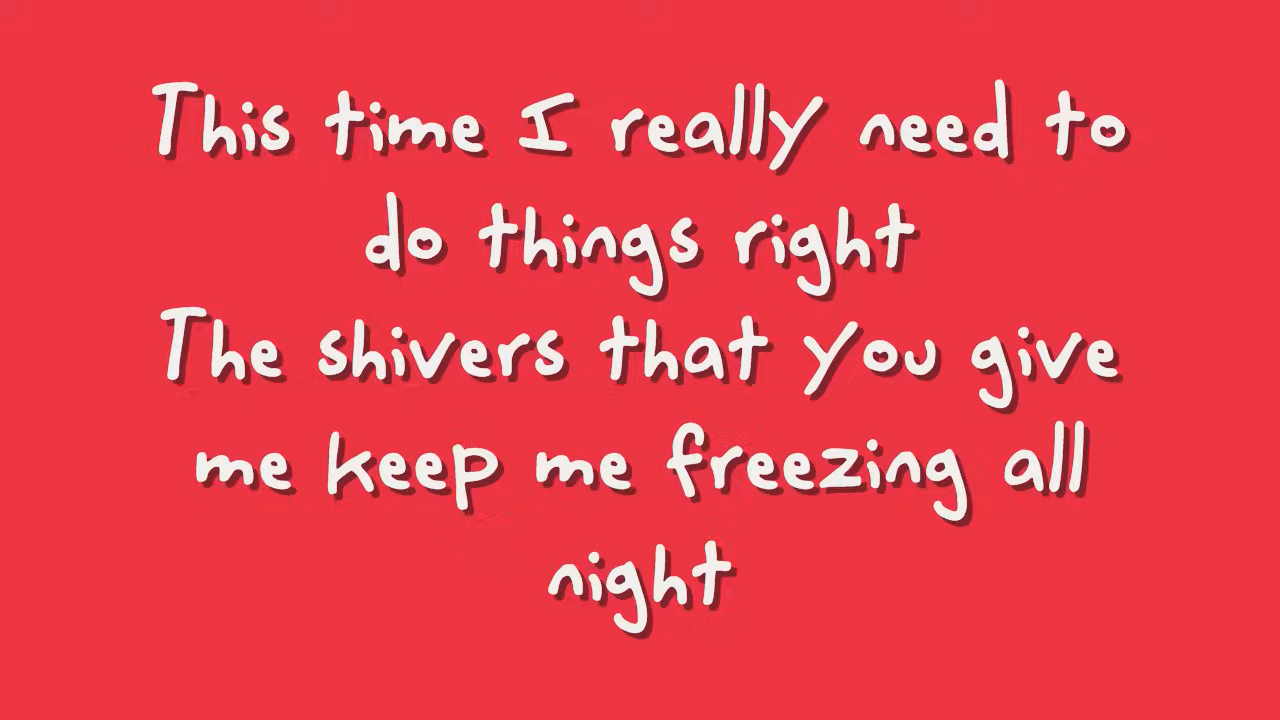 This time I really need to
do things right
The shivers that you give
me keep me freezing all
night